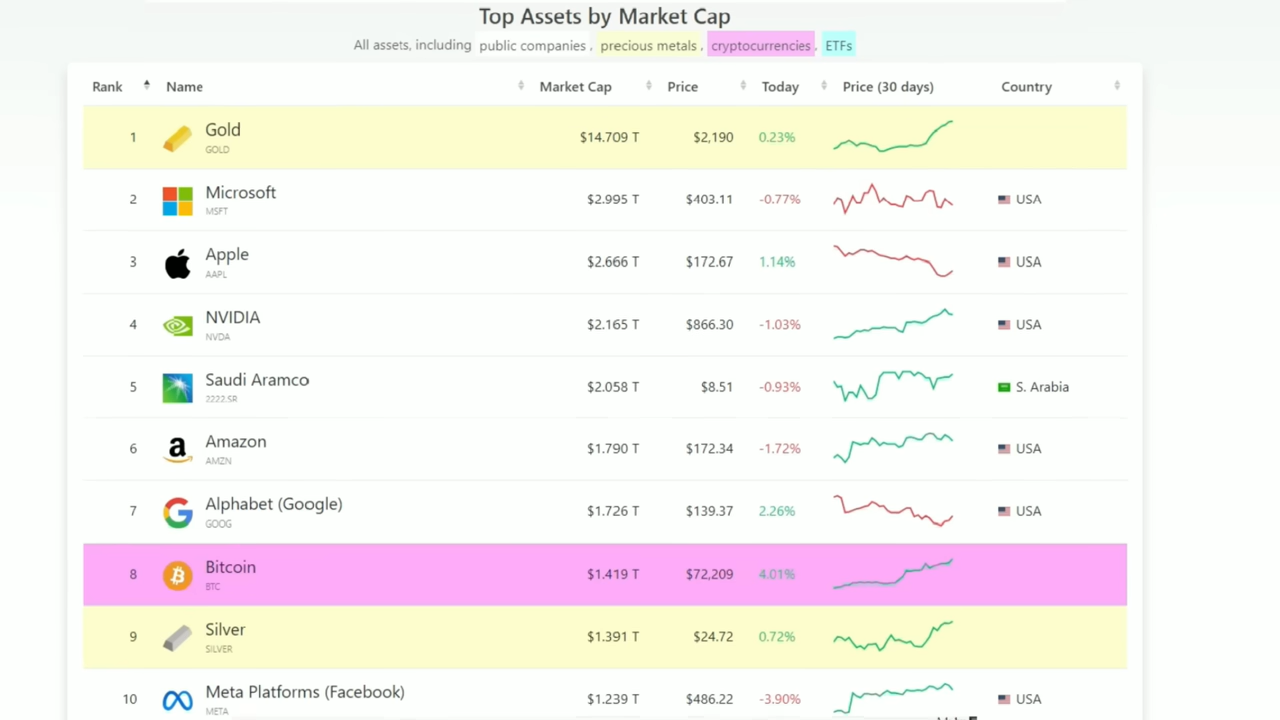 Top Assets by Market Cap
All assets, including public companies , precious metals , cryptocurrencies , ETFs
Rank Name Market Cap Price Today Price (30 days) Country
1 Gold $14.709 T $2,190 0.23%
GOLD
2 Microsoft $2.995 T $403.11 -0.77% USA
MSFT
3 Apple $2.666 T $172.67 1.14% USA
AAPL
4 NVIDIA $2.165 T $866.30 -1.03% USA
NVDA
5 Saudi Aramco $2.058 T $8.51 -0.93% S. Arabia
2222.SR
6 Amazon $1.790 T $172.34 -1.72% USA
AMZN
7 Alphabet (Google) $1.726 T $139.37 2.26% USA
GOOG
8 Bitcoin $1.419 T $72,209 4.01%
BTC
9 Silver $1.391 T $24.72 0.72%
SILVER
10 Meta Platforms (Facebook) $1.239 T $486.22 -3.90% USA
META